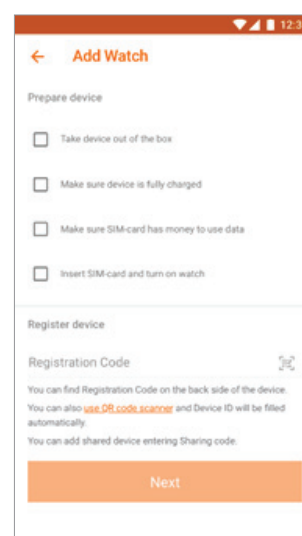 12:3
Add Watch
Prepare device
Take device out of the box
Make sure device is fully charged
Make sure SIM-card has money to use data
Insert SIM-card and turn on watch
Register device
Registration Code
You can find Registration Code on the back side of the device.
You can also use QR code scanner and Device ID will be filled
automatically.
You can add shared device entering Sharing code.
Next